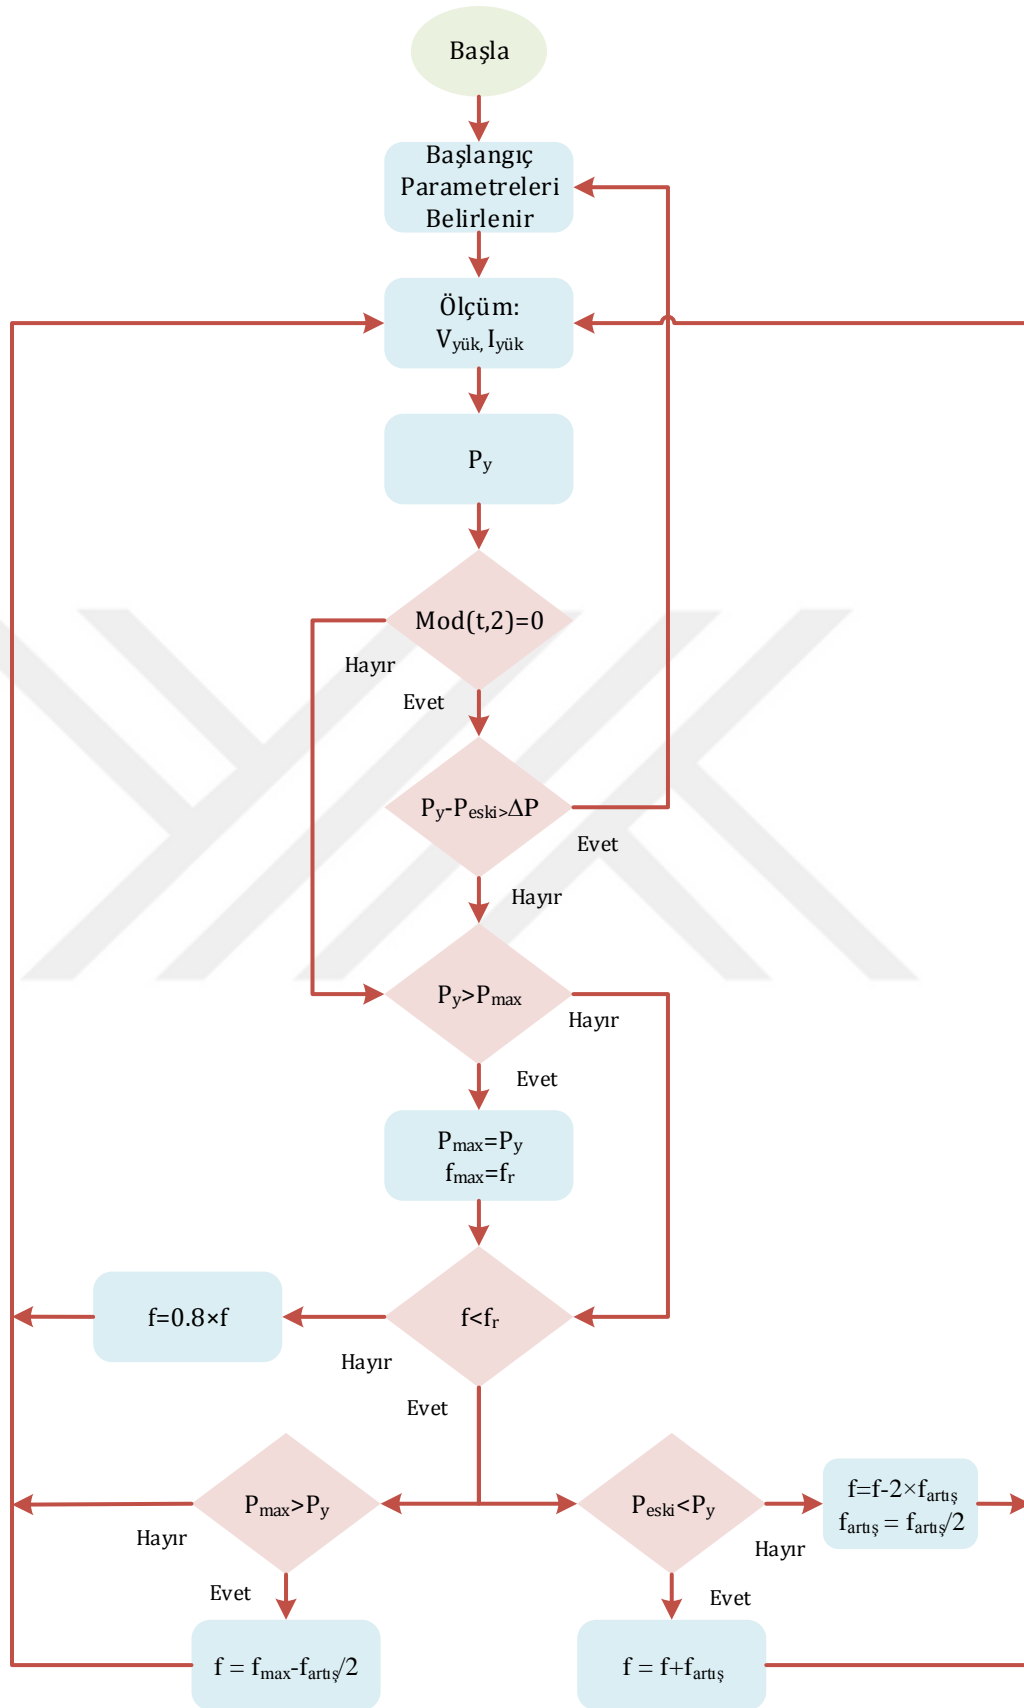 Başla
Başlangıç
Parametreleri
Belirlenir
Ölçüm:
Vyük, Iyük
Py
Mod(t,2)=0
Hayır
Evet
Py-Peski>ΔP
Evet
Hayır
Py>Pmax
Hayır
Evet
Pmax=Py
fmax=fr
f=0.8×f
f<fr
Hayır
Evet
Pmax>Py
Hayır
Evet
f = fmax-fartış/2
Peski<Py
Hayır
Evet
f=f-2×fartış
fartış = fartış/2
f = f+fartış